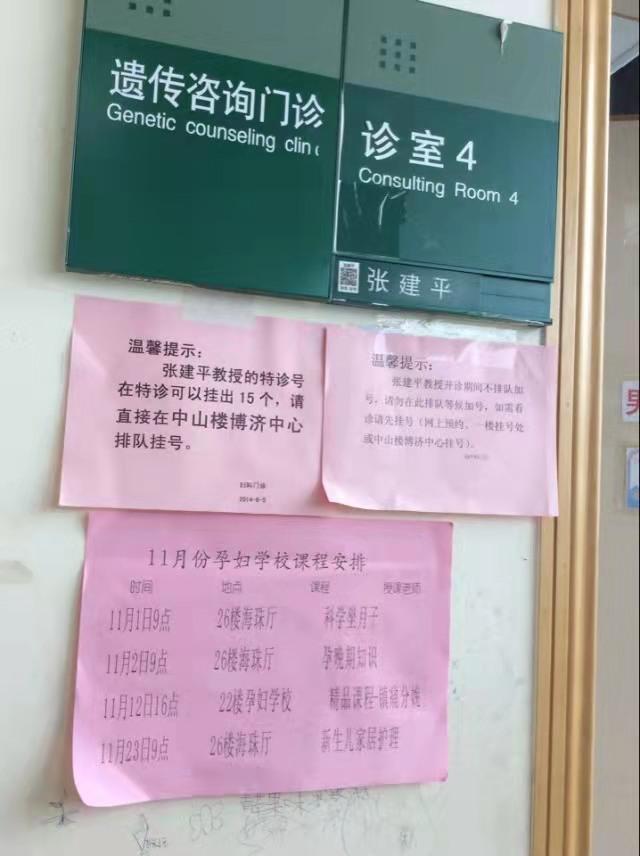 遗传咨询门诊
Genetic counseling clin
诊室 4
Consulting Room 4
张建平
温馨提示：
张建平教授的特诊号
在特诊可以挂出 15 个，请
直接在中山楼博济中心
排队挂号。
妇科门诊
2014-6-5
温馨提示：
张建平教授开诊期间不排队加
号，请勿在此排队等候加号，如需看
诊请先挂号（网上预约、一楼挂号处
或中山楼博济中心挂号）。
11月份孕妇学校课程安排
时间 地点 课程 授课老师
11月1日9点 26楼海珠厅 科学坐月子
11月2日9点 26楼海珠厅 孕晚期知识
11月12日16点 22楼孕妇学校 精品课程-镇痛分娩
11月23日9点 26楼海珠厅 新生儿家居护理
男